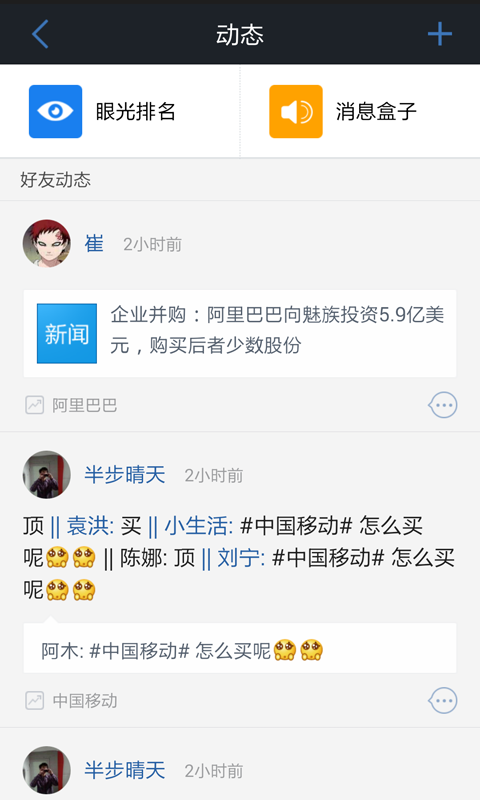 动态
眼光排名
消息盒子
好友动态
崔 2小时前
新闻
企业并购：阿里巴巴向魅族投资5.9亿美
元，购买后者少数股份
阿里巴巴
半步晴天 2小时前
顶 || 袁洪: 买 || 小生活: #中国移动# 怎么买
呢🥺🥺 || 陈娜: 顶 || 刘宁: #中国移动# 怎么买
呢🥺🥺
阿木: #中国移动# 怎么买呢🥺🥺
中国移动
半步晴天 2小时前